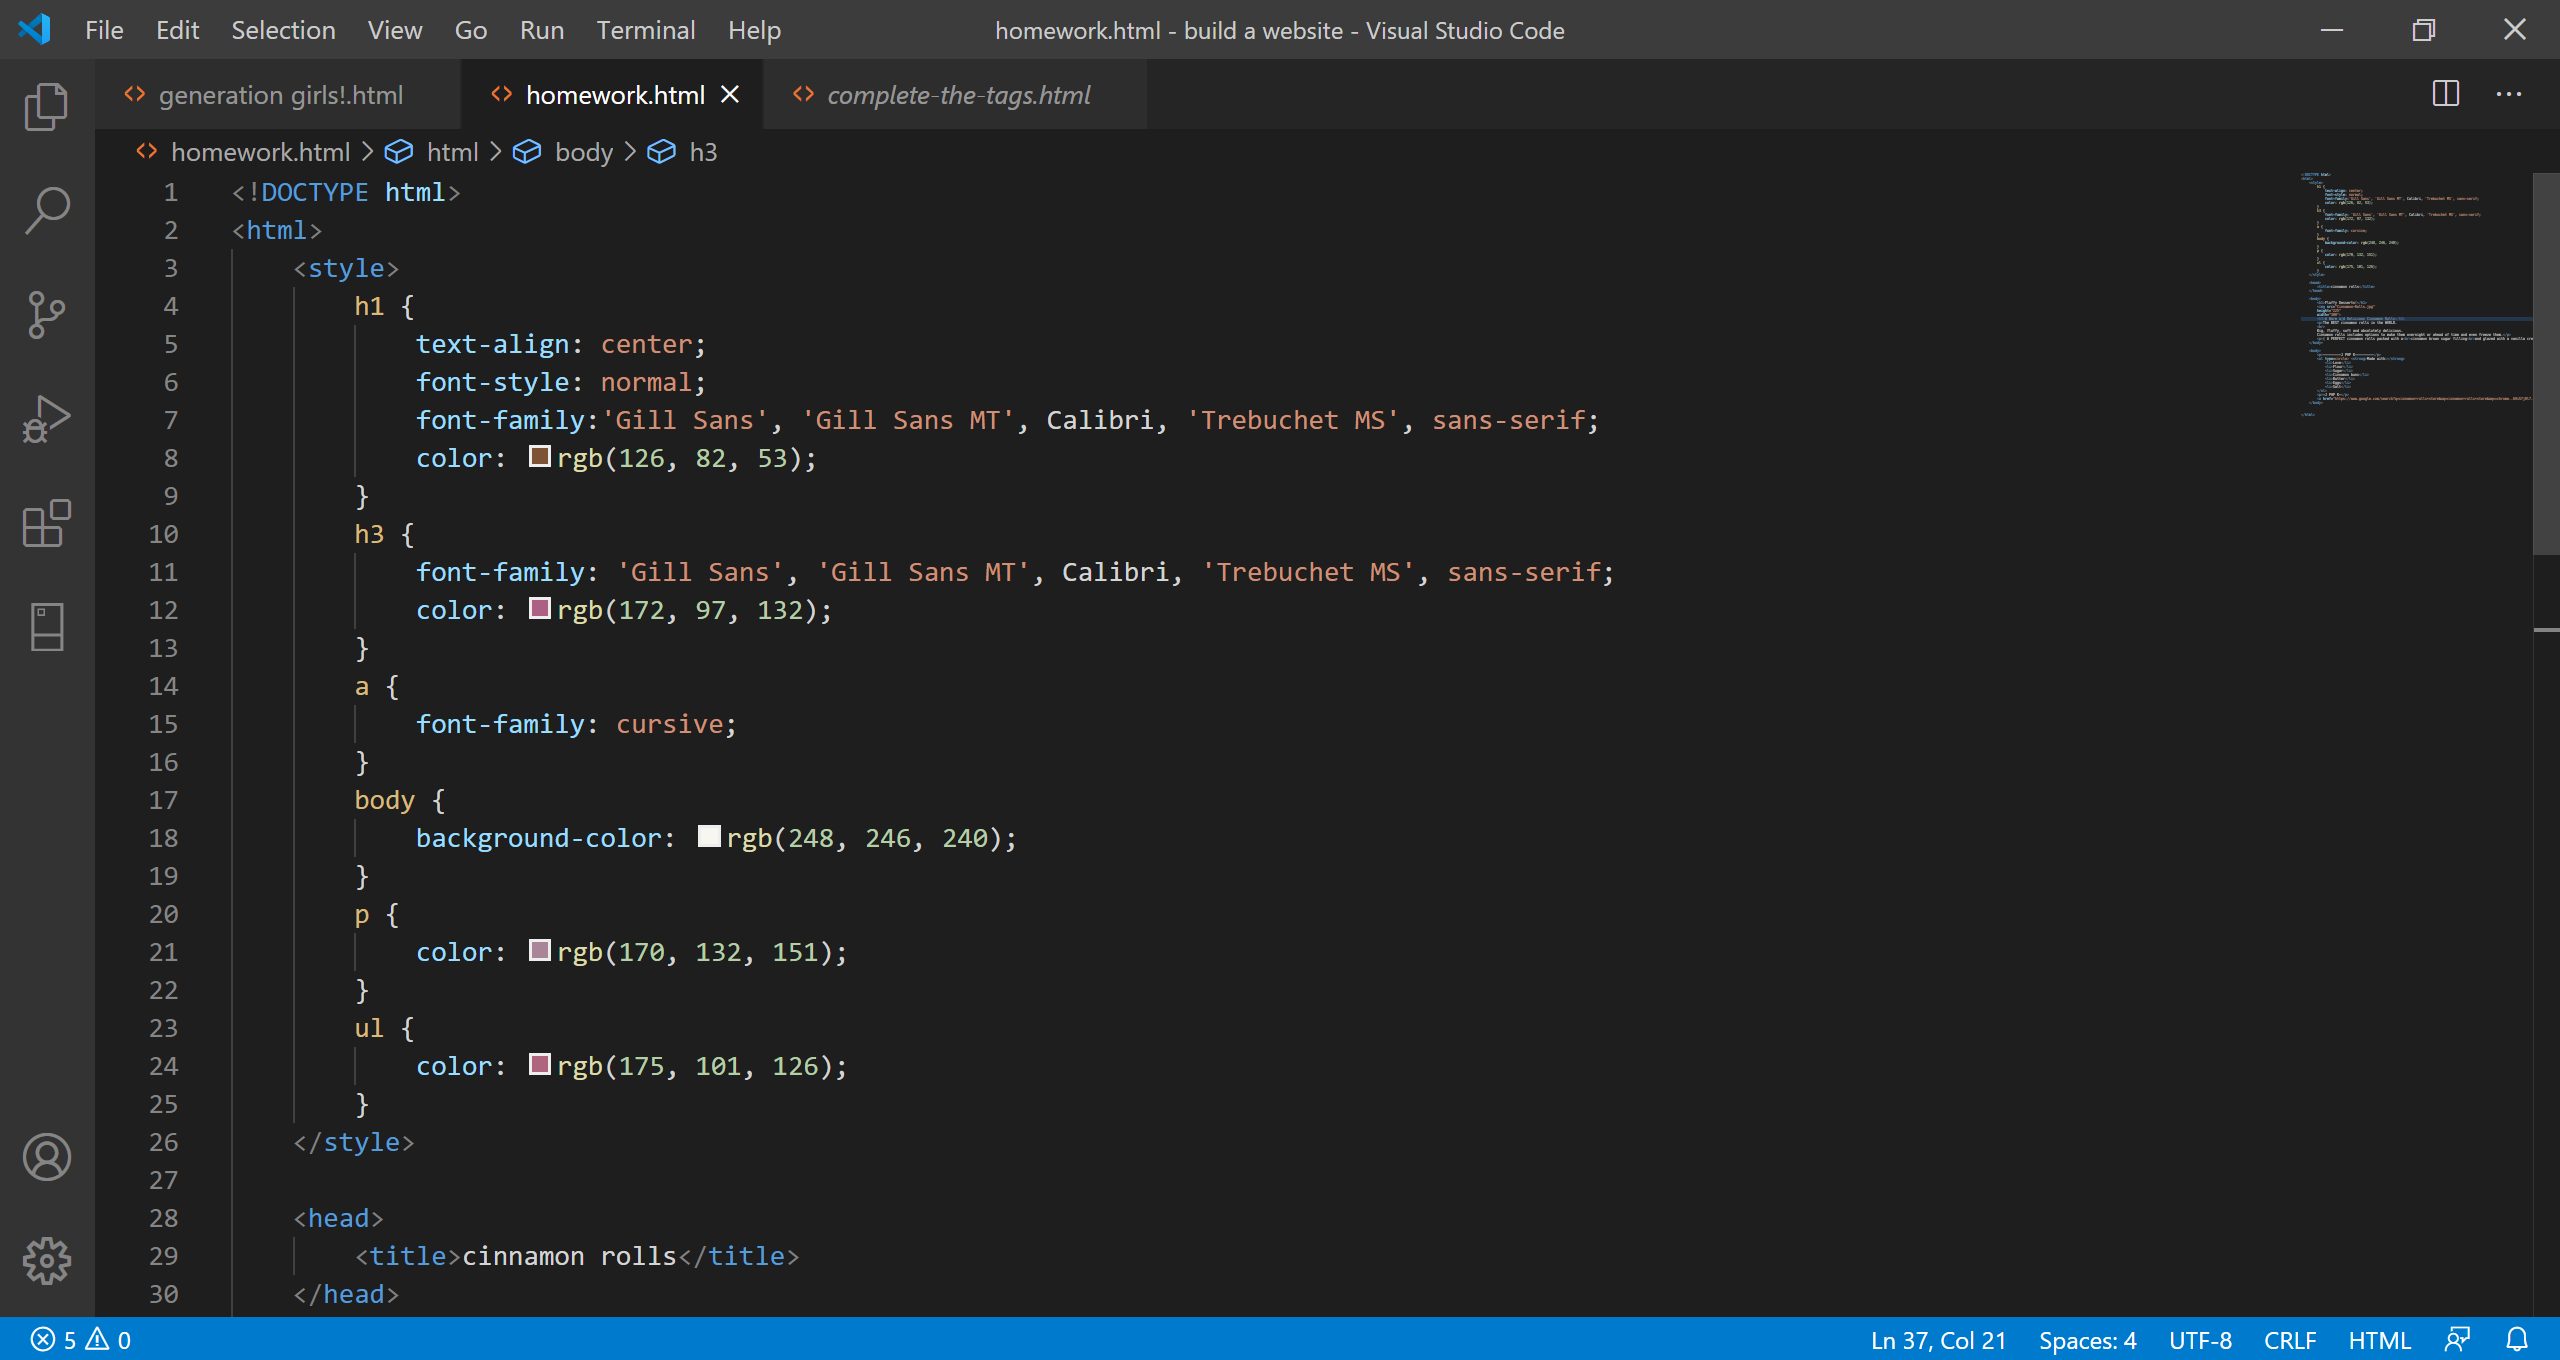 File Edit Selection View Go Run Terminal Help homework.html - build a website - Visual Studio Code
generation girls!.html homework.html complete-the-tags.html
homework.html > html > body > h3
1 <!DOCTYPE html>
2 <html>
3 <style>
4 h1 {
5 text-align: center;
6 font-style: normal;
7 font-family:'Gill Sans', 'Gill Sans MT', Calibri, 'Trebuchet MS', sans-serif;
8 color: rgb(126, 82, 53);
9 }
10 h3 {
11 font-family: 'Gill Sans', 'Gill Sans MT', Calibri, 'Trebuchet MS', sans-serif;
12 color: rgb(172, 97, 132);
13 }
14 a {
15 font-family: cursive;
16 }
17 body {
18 background-color: rgb(248, 246, 240);
19 }
20 p {
21 color: rgb(170, 132, 151);
22 }
23 ul {
24 color: rgb(175, 101, 126);
25 }
26 </style>
27
28 <head>
29 <title>cinnamon rolls</title>
30 </head>
5 0 Ln 37, Col 21 Spaces: 4 UTF-8 CRLF HTML